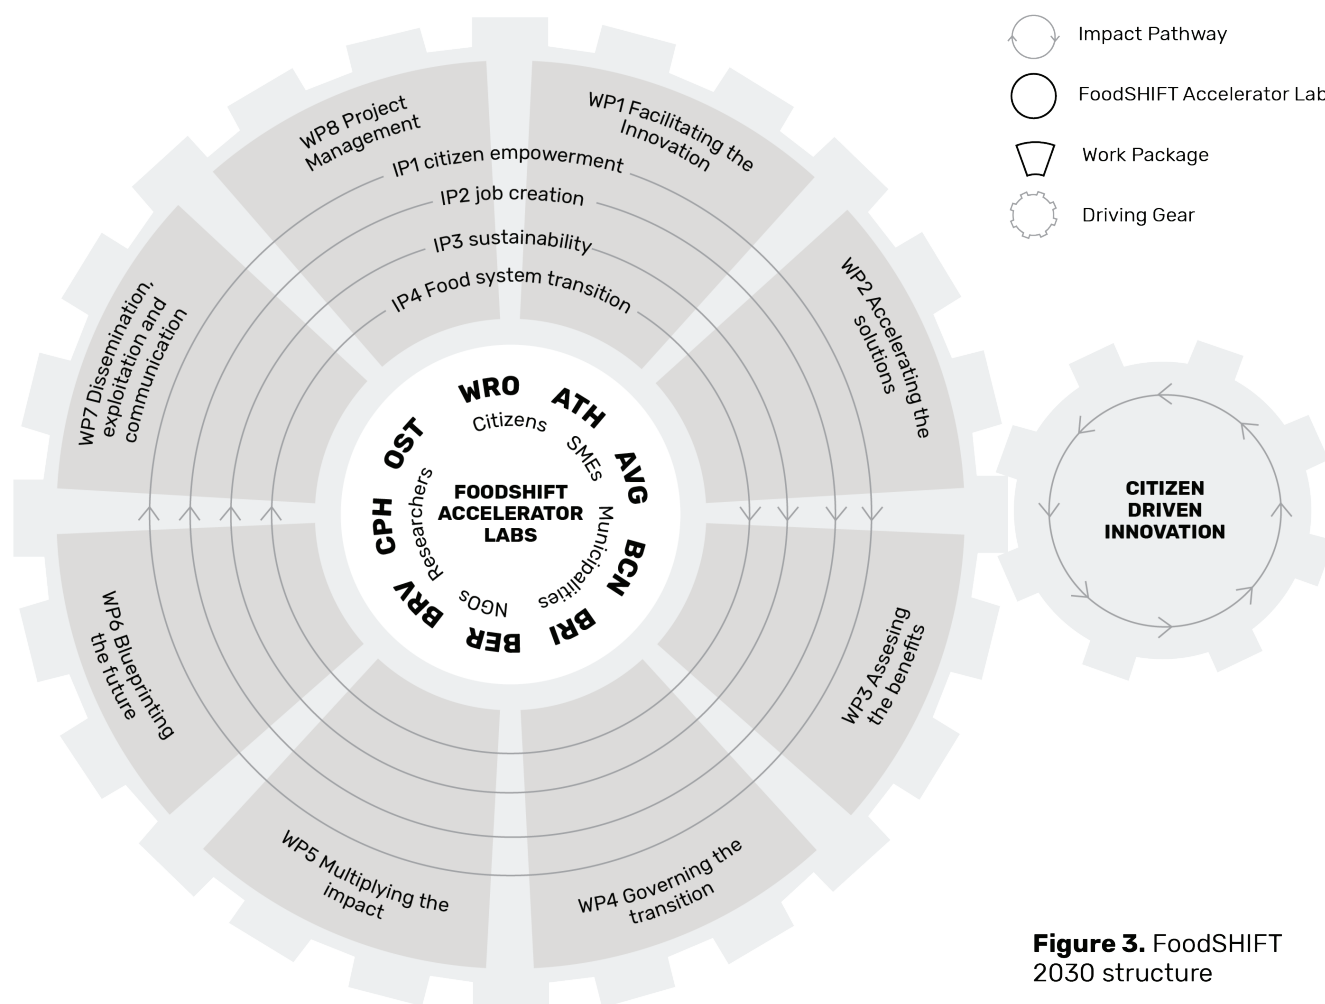 WP8 Project
Management
WP1 Facilitating the
Innovation
IP1 citizen empowerment
IP2 job creation
IP3 sustainability
IP4 Food system transition
WP2 Accelerating the
solutions
WP3 Assesing
the benefits
WP4 Governing the
transition
WP5 Multiplying the
impact
WP6 Blueprinting
the future
WP7 Dissemination,
exploitation and
communication
WRO
ATH
AVG
BCN
BRI
BER
BRV
CPH
OST
Citizens
SMEs
Municipalities
NGOs
Researchers
FOODSHIFT
ACCELERATOR
LABS
Impact Pathway
FoodSHIFT Accelerator Lab
Work Package
Driving Gear
CITIZEN
DRIVEN
INNOVATION
Figure 3. FoodSHIFT
2030 structure